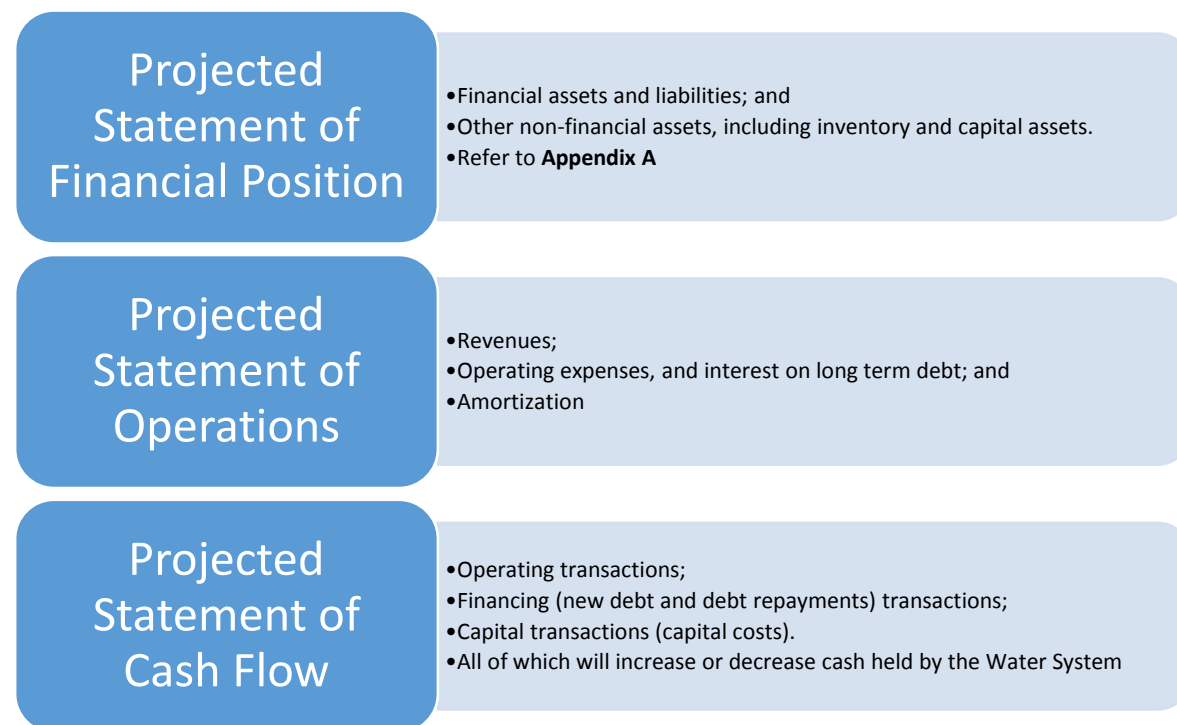 Projected
Statement of
Financial Position
•Financial assets and liabilities; and
•Other non-financial assets, including inventory and capital assets.
•Refer to Appendix A
Projected
Statement of
Operations
•Revenues;
•Operating expenses, and interest on long term debt; and
•Amortization
Projected
Statement of
Cash Flow
•Operating transactions;
•Financing (new debt and debt repayments) transactions;
•Capital transactions (capital costs).
•All of which will increase or decrease cash held by the Water System